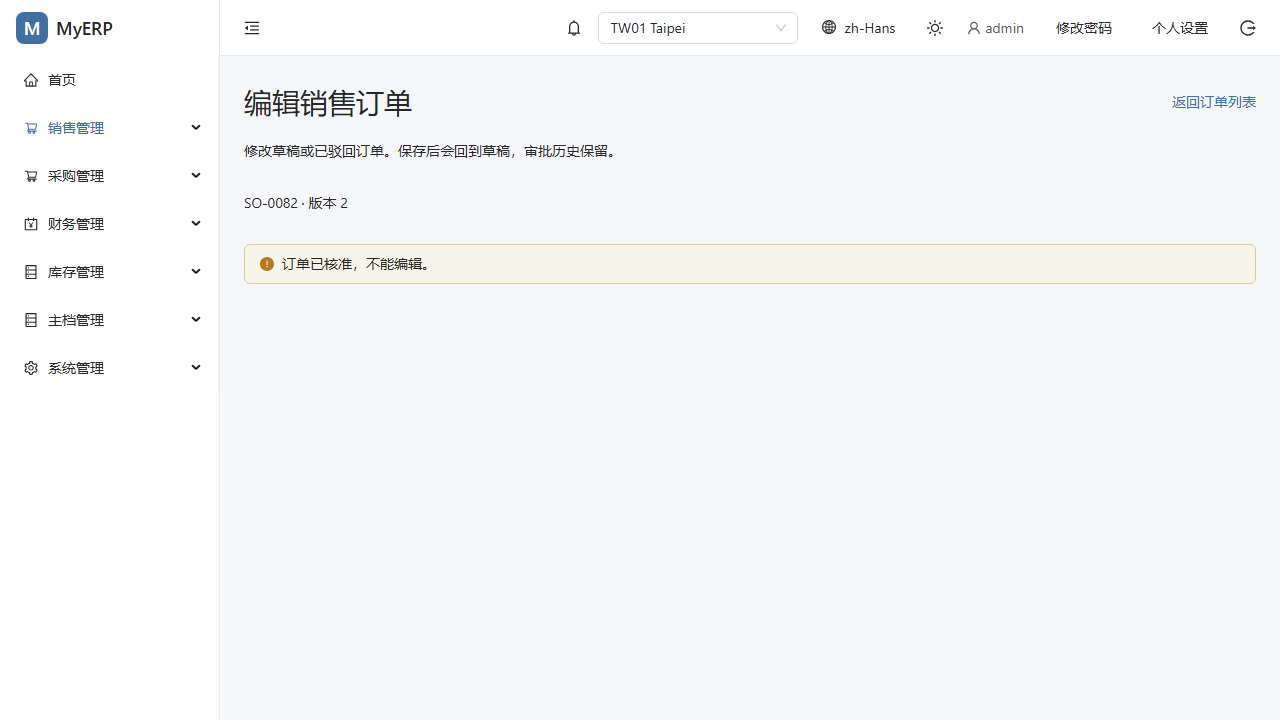 M MyERP
TW01 Taipei
zh-Hans
admin
修改密码
个人设置
首页
销售管理
采购管理
财务管理
库存管理
主档管理
系统管理
编辑销售订单
返回订单列表
修改草稿或已驳回订单。保存后会回到草稿，审批历史保留。
SO-0082 · 版本 2
订单已核准，不能编辑。